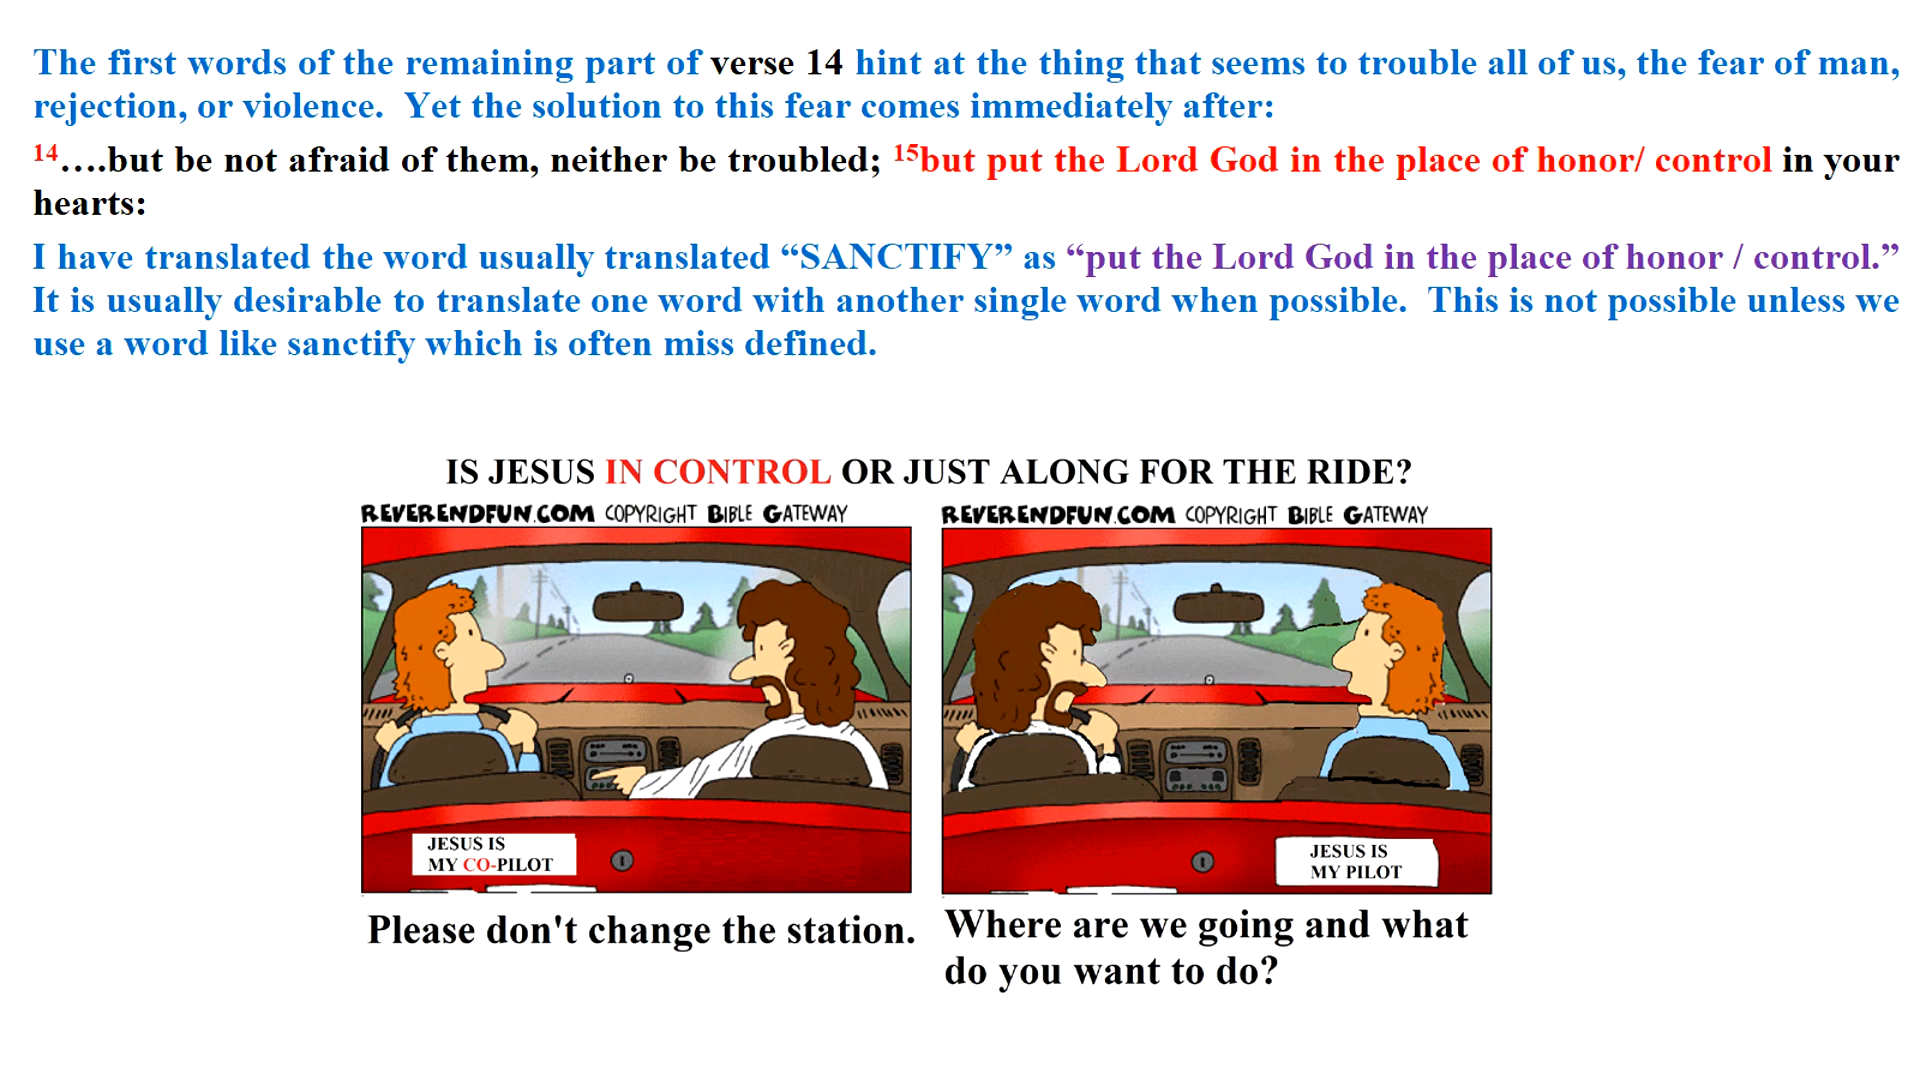 The first words of the remaining part of verse 14 hint at the thing that seems to trouble all of us, the fear of man,
rejection, or violence.  Yet the solution to this fear comes immediately after:
14….but be not afraid of them, neither be troubled; 15but put the Lord God in the place of honor/ control in your
hearts:
I have translated the word usually translated “SANCTIFY” as “put the Lord God in the place of honor / control.”
It is usually desirable to translate one word with another single word when possible.  This is not possible unless we
use a word like sanctify which is often miss defined.
IS JESUS IN CONTROL OR JUST ALONG FOR THE RIDE?
REVERENDFUN.COM COPYRIGHT BIBLE GATEWAY
JESUS IS
MY CO-PILOT
Please don't change the station.
REVERENDFUN.COM COPYRIGHT BIBLE GATEWAY
JESUS IS
MY PILOT
Where are we going and what
do you want to do?